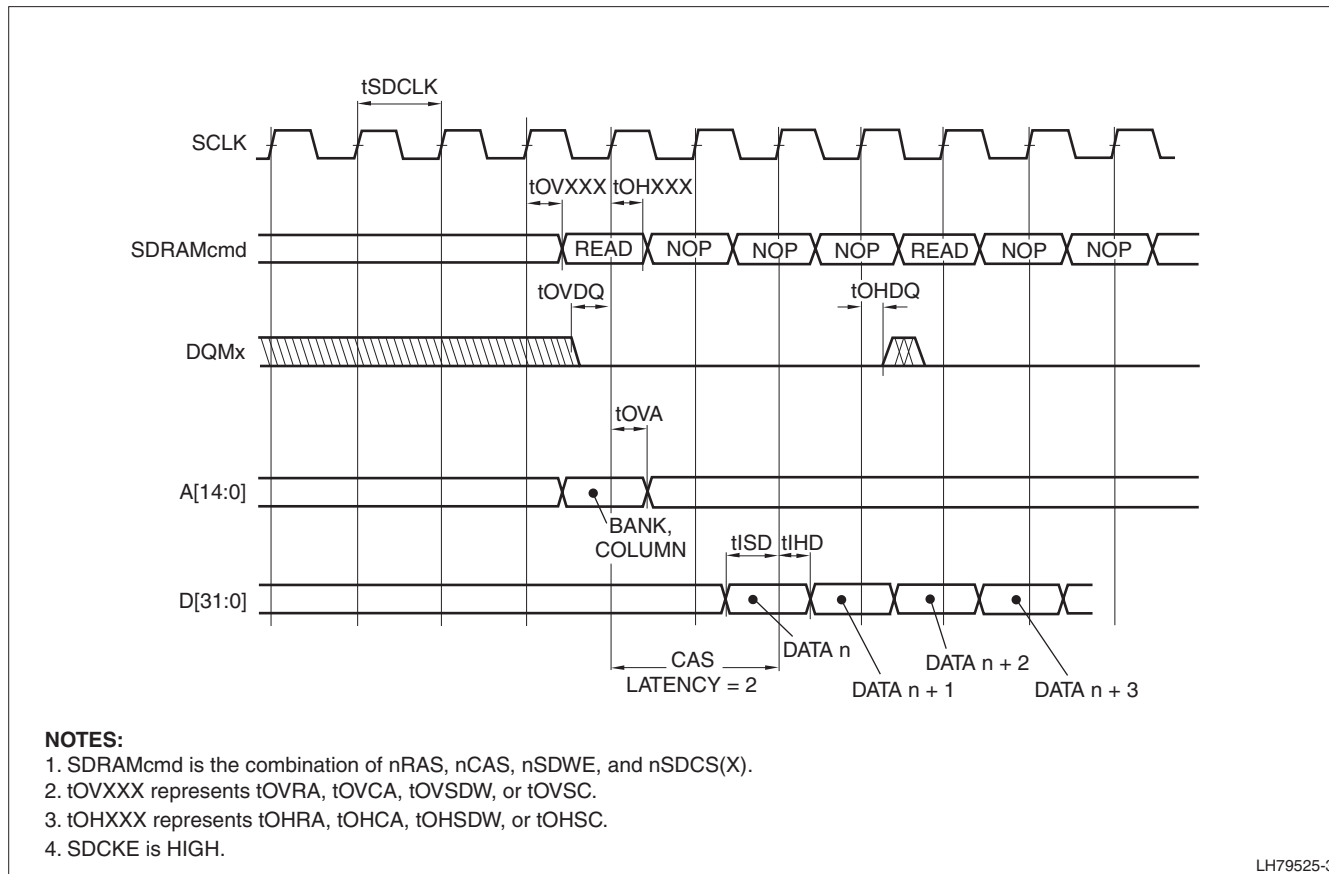 tSDCLK
SCLK
tOVXXX tOHXXX
SDRAMcmd READ NOP NOP NOP READ NOP NOP
tOVDQ tOHDQ
DQMx
tOVA
A[14:0]
BANK,
COLUMN
tISD tIHD
D[31:0]
DATA n
DATA n + 1
DATA n + 2
DATA n + 3
CAS
LATENCY = 2
NOTES:
1. SDRAMcmd is the combination of nRAS, nCAS, nSDWE, and nSDCS(X).
2. tOVXXX represents tOVRA, tOVCA, tOVSDW, or tOVSC.
3. tOHXXX represents tOHRA, tOHCA, tOHSDW, or tOHSC.
4. SDCKE is HIGH.